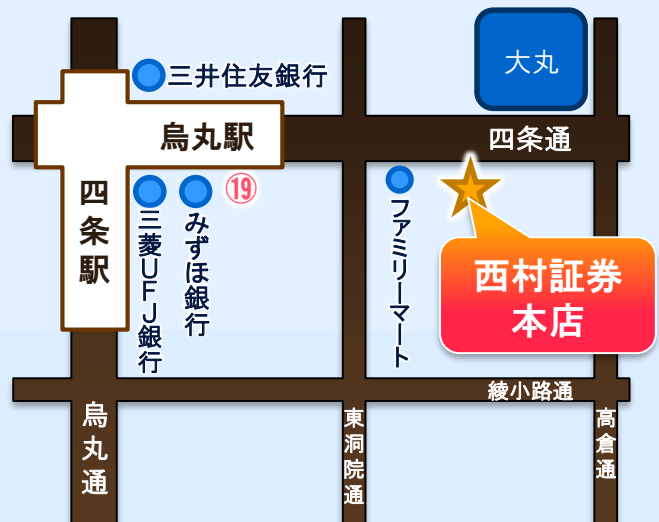 三井住友銀行
大丸
烏丸駅
四条通
四条駅
三菱UFJ銀行
みずほ銀行
⑲
ファミリーマート
西村証券
本店
綾小路通
烏丸通
東洞院通
高倉通